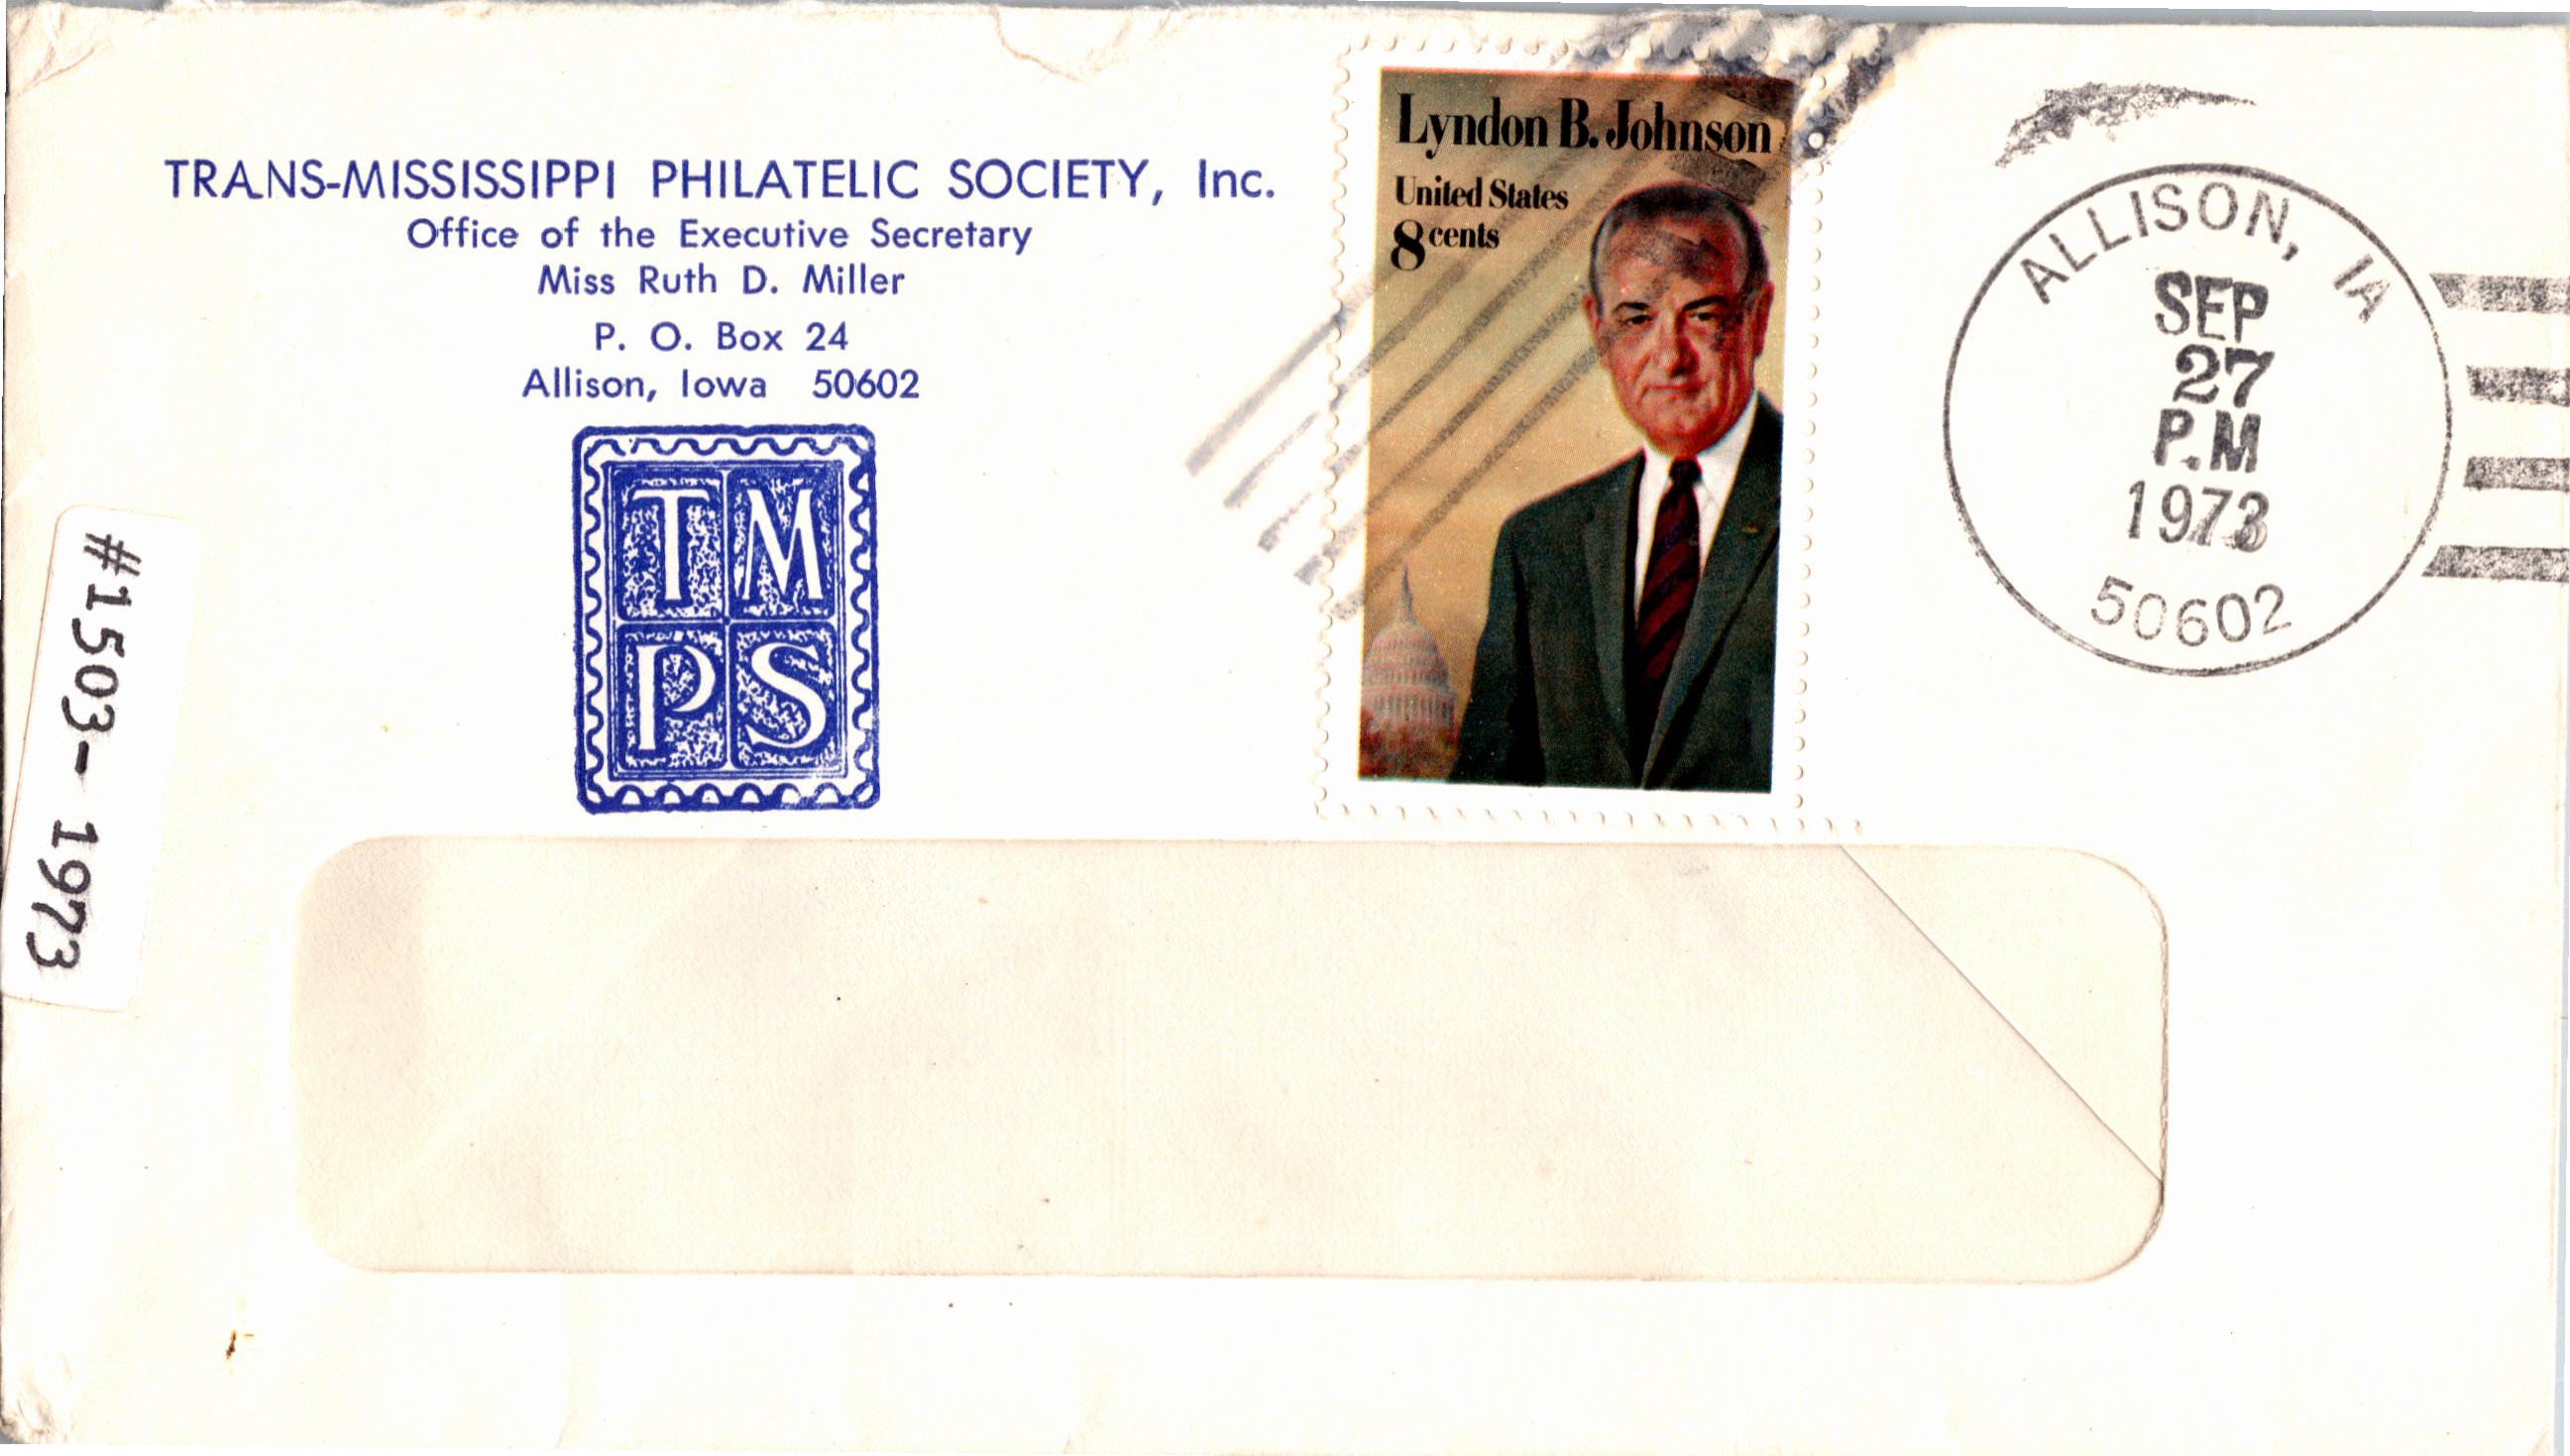 TRANS-MISSISSIPPI PHILATELIC SOCIETY, Inc.
Office of the Executive Secretary
Miss Ruth D. Miller
P. O. Box 24
Allison, Iowa 50602
TM
PS
Lyndon B. Johnson
United States
8 cents
ALLISON, IA
SEP
27
P.M
1973
50602
#1503-1973